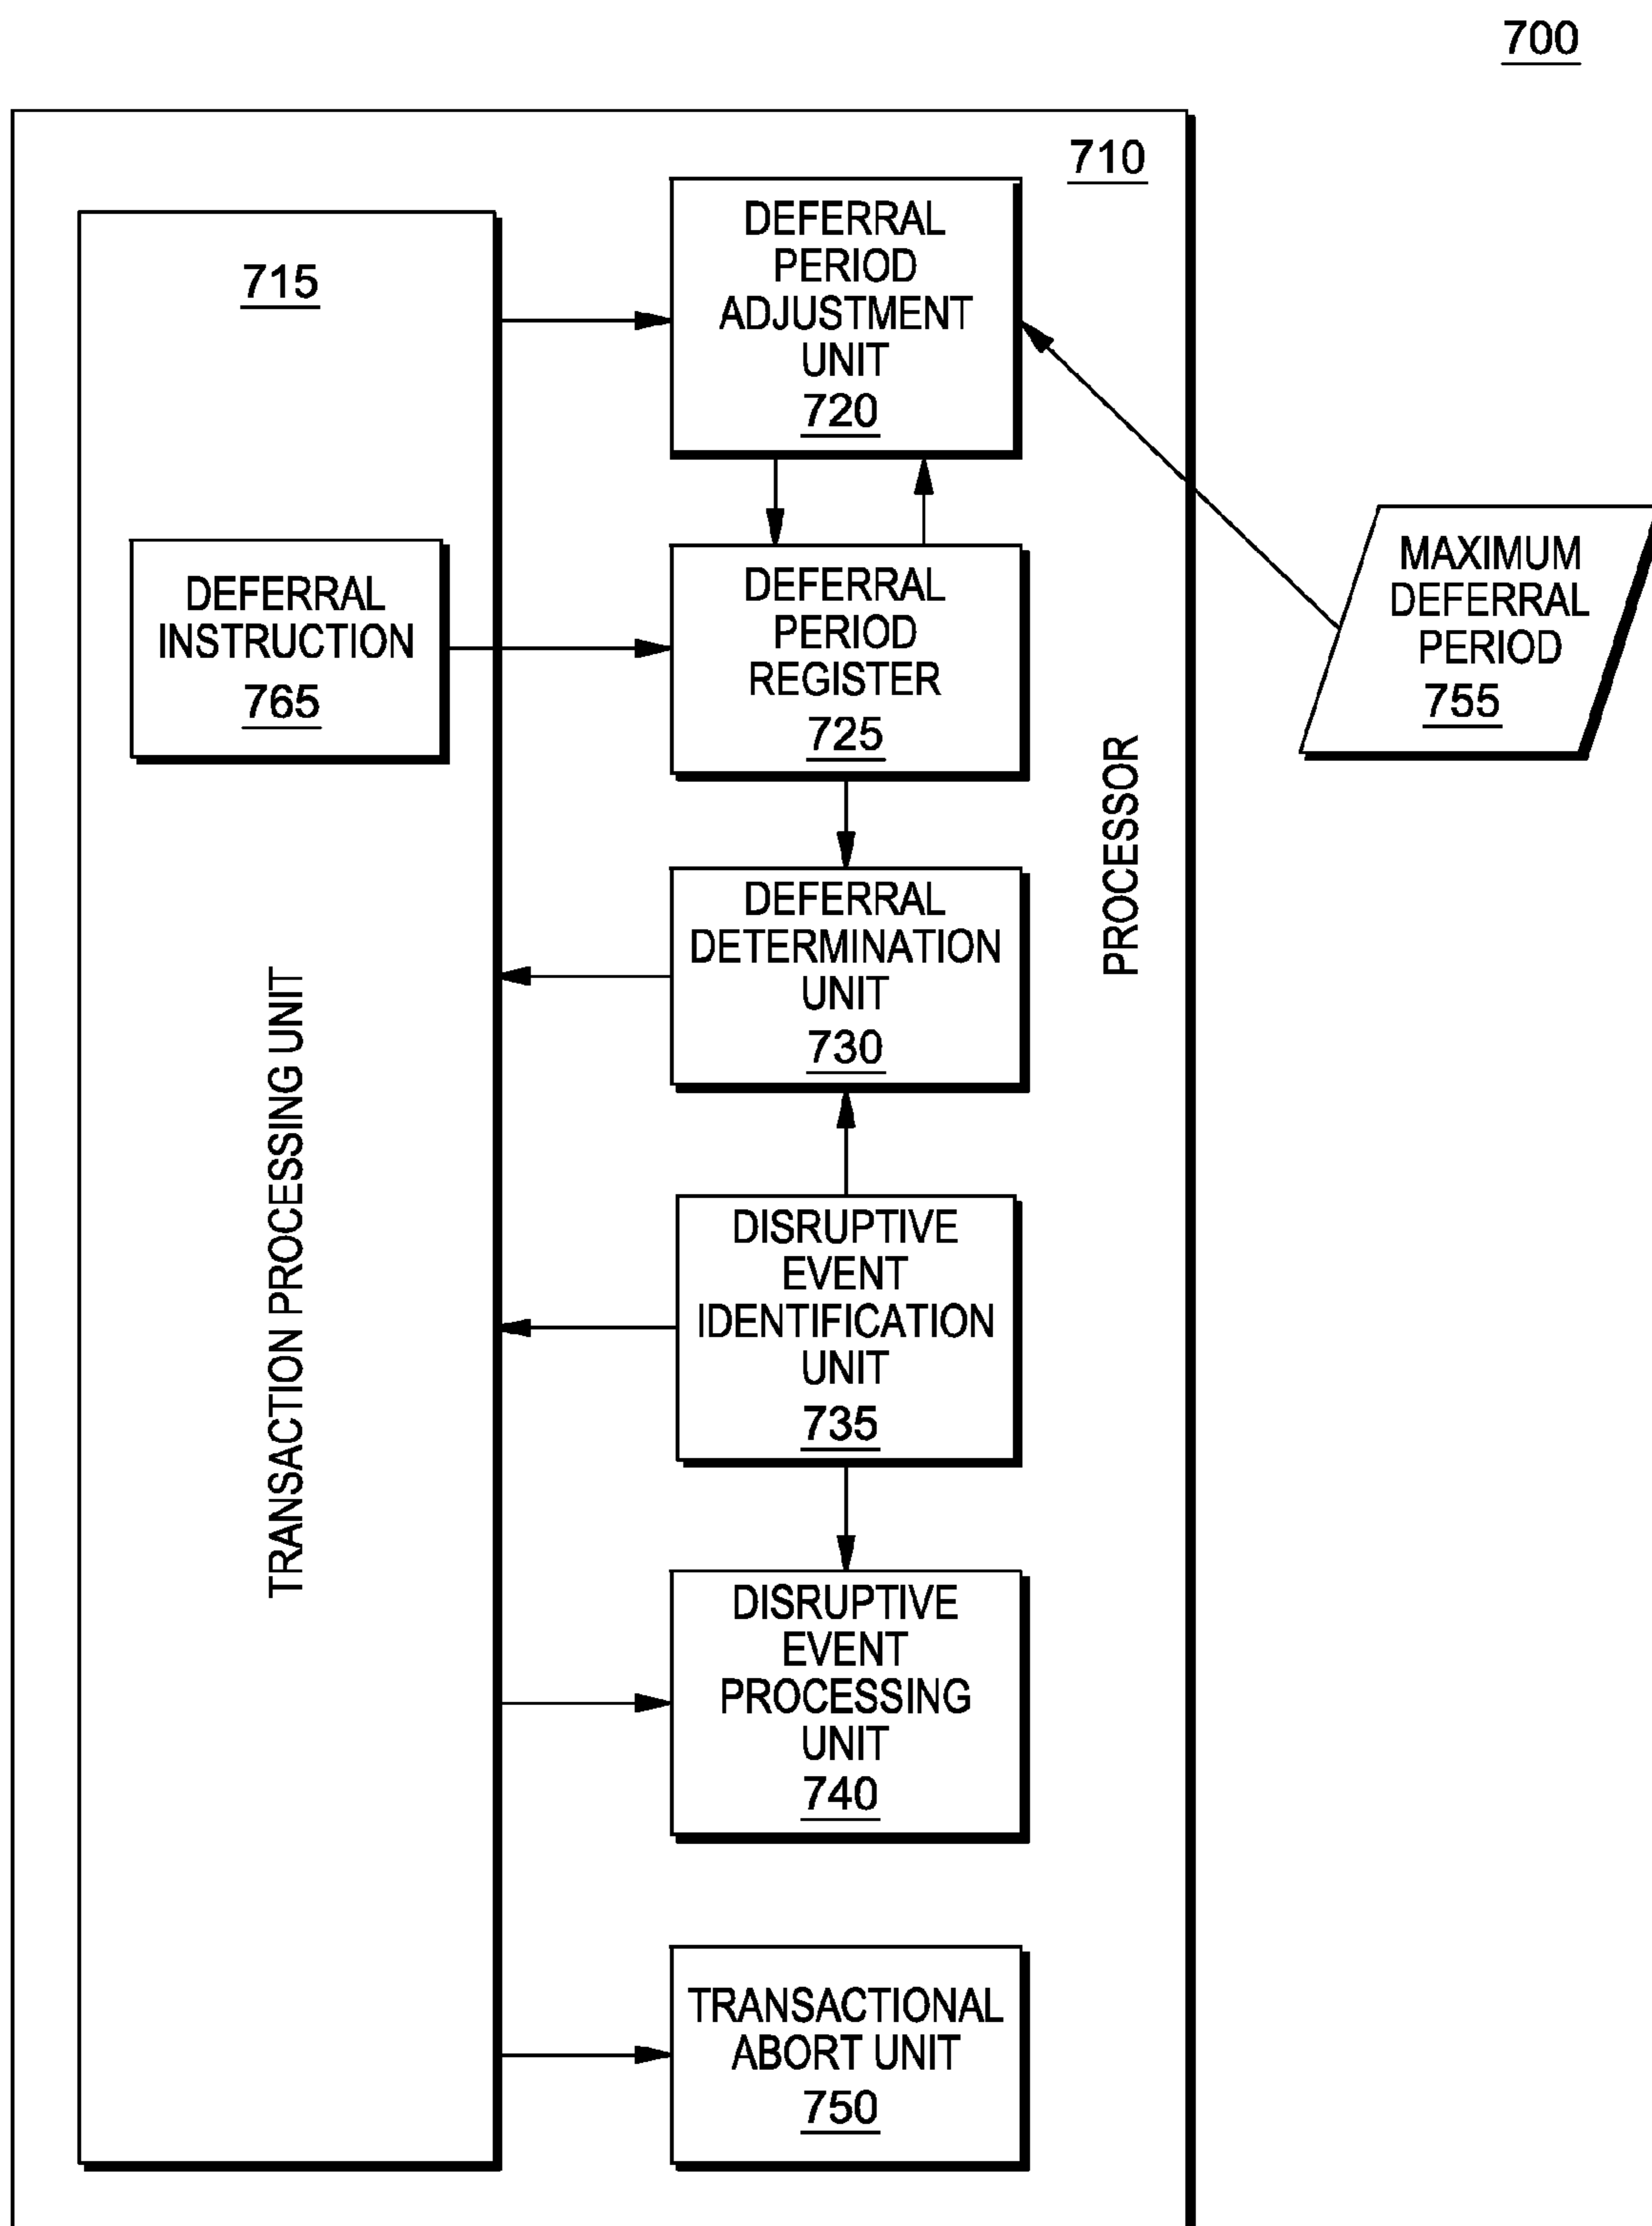 700
710
715
TRANSACTION PROCESSING UNIT
DEFERRAL
INSTRUCTION
765
DEFERRAL
PERIOD
ADJUSTMENT
UNIT
720
DEFERRAL
PERIOD
REGISTER
725
DEFERRAL
DETERMINATION
UNIT
730
DISRUPTIVE
EVENT
IDENTIFICATION
UNIT
735
DISRUPTIVE
EVENT
PROCESSING
UNIT
740
TRANSACTIONAL
ABORT UNIT
750
PROCESSOR
MAXIMUM
DEFERRAL
PERIOD
755